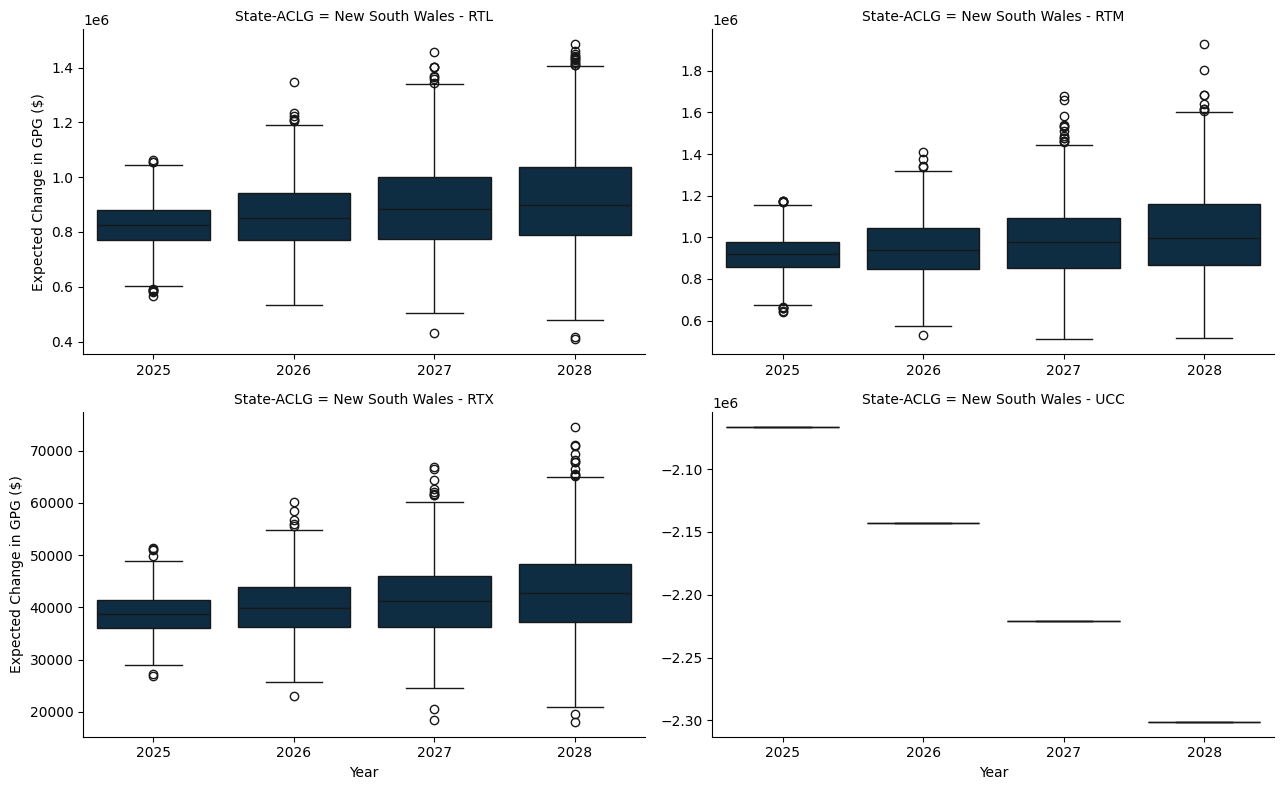 State-ACLG = New South Wales - RTL
1e6
Expected Change in GPG ($)
1.4
1.2
1.0
0.8
0.6
0.4
2025 2026 2027 2028
State-ACLG = New South Wales - RTM
1e6
1.8
1.6
1.4
1.2
1.0
0.8
0.6
2025 2026 2027 2028
State-ACLG = New South Wales - RTX
Expected Change in GPG ($)
70000
60000
50000
40000
30000
20000
2025 2026 2027 2028
Year
State-ACLG = New South Wales - UCC
1e6
−2.10
−2.15
−2.20
−2.25
−2.30
2025 2026 2027 2028
Year